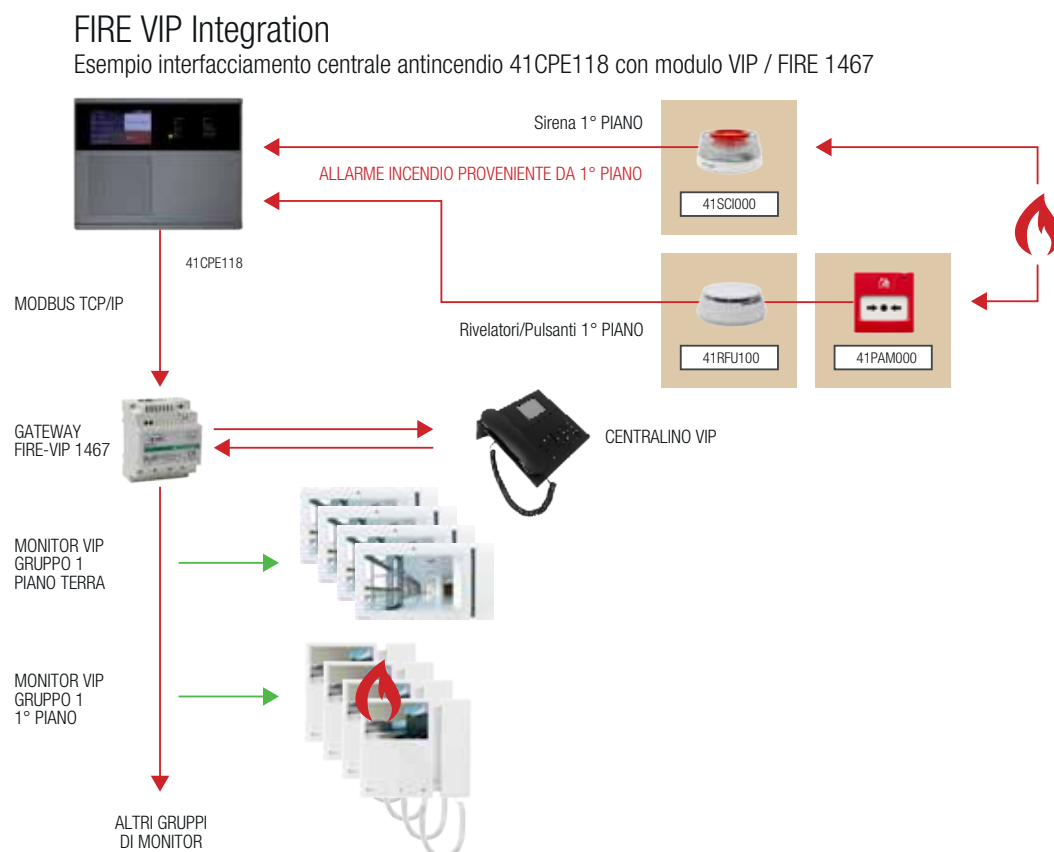 FIRE VIP Integration
Esempio interfacciamento centrale antincendio 41CPE118 con modulo VIP / FIRE 1467
Sirena 1° PIANO
ALLARME INCENDIO PROVENIENTE DA 1° PIANO
41SCI000
41CPE118
MODBUS TCP/IP
Rivelatori/Pulsanti 1° PIANO
41RFU100
41PAM000
GATEWAY
FIRE-VIP 1467
CENTRALINO VIP
MONITOR VIP
GRUPPO 1
PIANO TERRA
MONITOR VIP
GRUPPO 1
1° PIANO
ALTRI GRUPPI
DI MONITOR